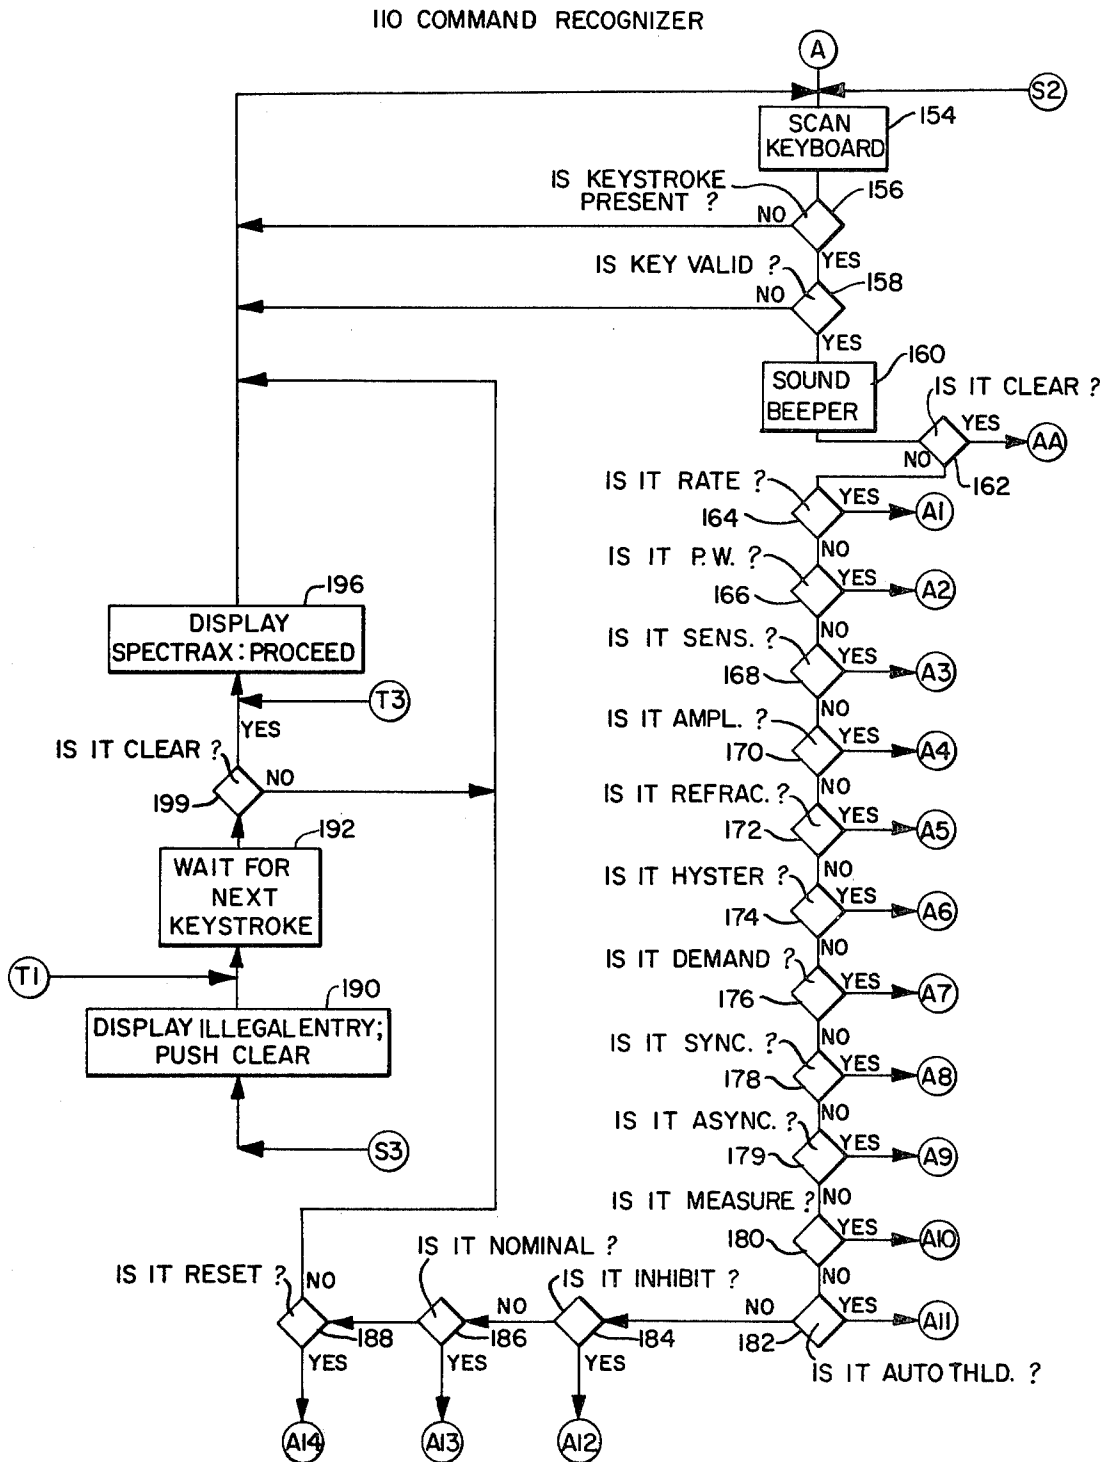 110 COMMAND RECOGNIZER
A
S2
SCAN
KEYBOARD
154
IS KEYSTROKE
PRESENT ?
156
NO
YES
IS KEY VALID ?
158
NO
YES
SOUND
BEEPER
160
IS IT CLEAR ?
YES
AA
NO
162
IS IT RATE ?
164
YES
A1
NO
IS IT P.W. ?
166
YES
A2
NO
IS IT SENS. ?
168
YES
A3
NO
IS IT AMPL. ?
170
YES
A4
NO
IS IT REFRAC. ?
172
YES
A5
NO
IS IT HYSTER ?
174
YES
A6
NO
IS IT DEMAND ?
176
YES
A7
NO
IS IT SYNC. ?
178
YES
A8
NO
IS IT ASYNC. ?
179
YES
A9
NO
IS IT MEASURE ?
180
YES
A10
NO
182
YES
A11
IS IT AUTO THLD. ?
NO
IS IT INHIBIT ?
184
YES
A12
NO
IS IT NOMINAL ?
186
YES
A13
IS IT RESET ?
188
NO
YES
A14
196
DISPLAY
SPECTRAX: PROCEED
T3
YES
IS IT CLEAR ?
NO
199
192
WAIT FOR
NEXT
KEYSTROKE
T1
190
DISPLAY ILLEGAL ENTRY;
PUSH CLEAR
S3